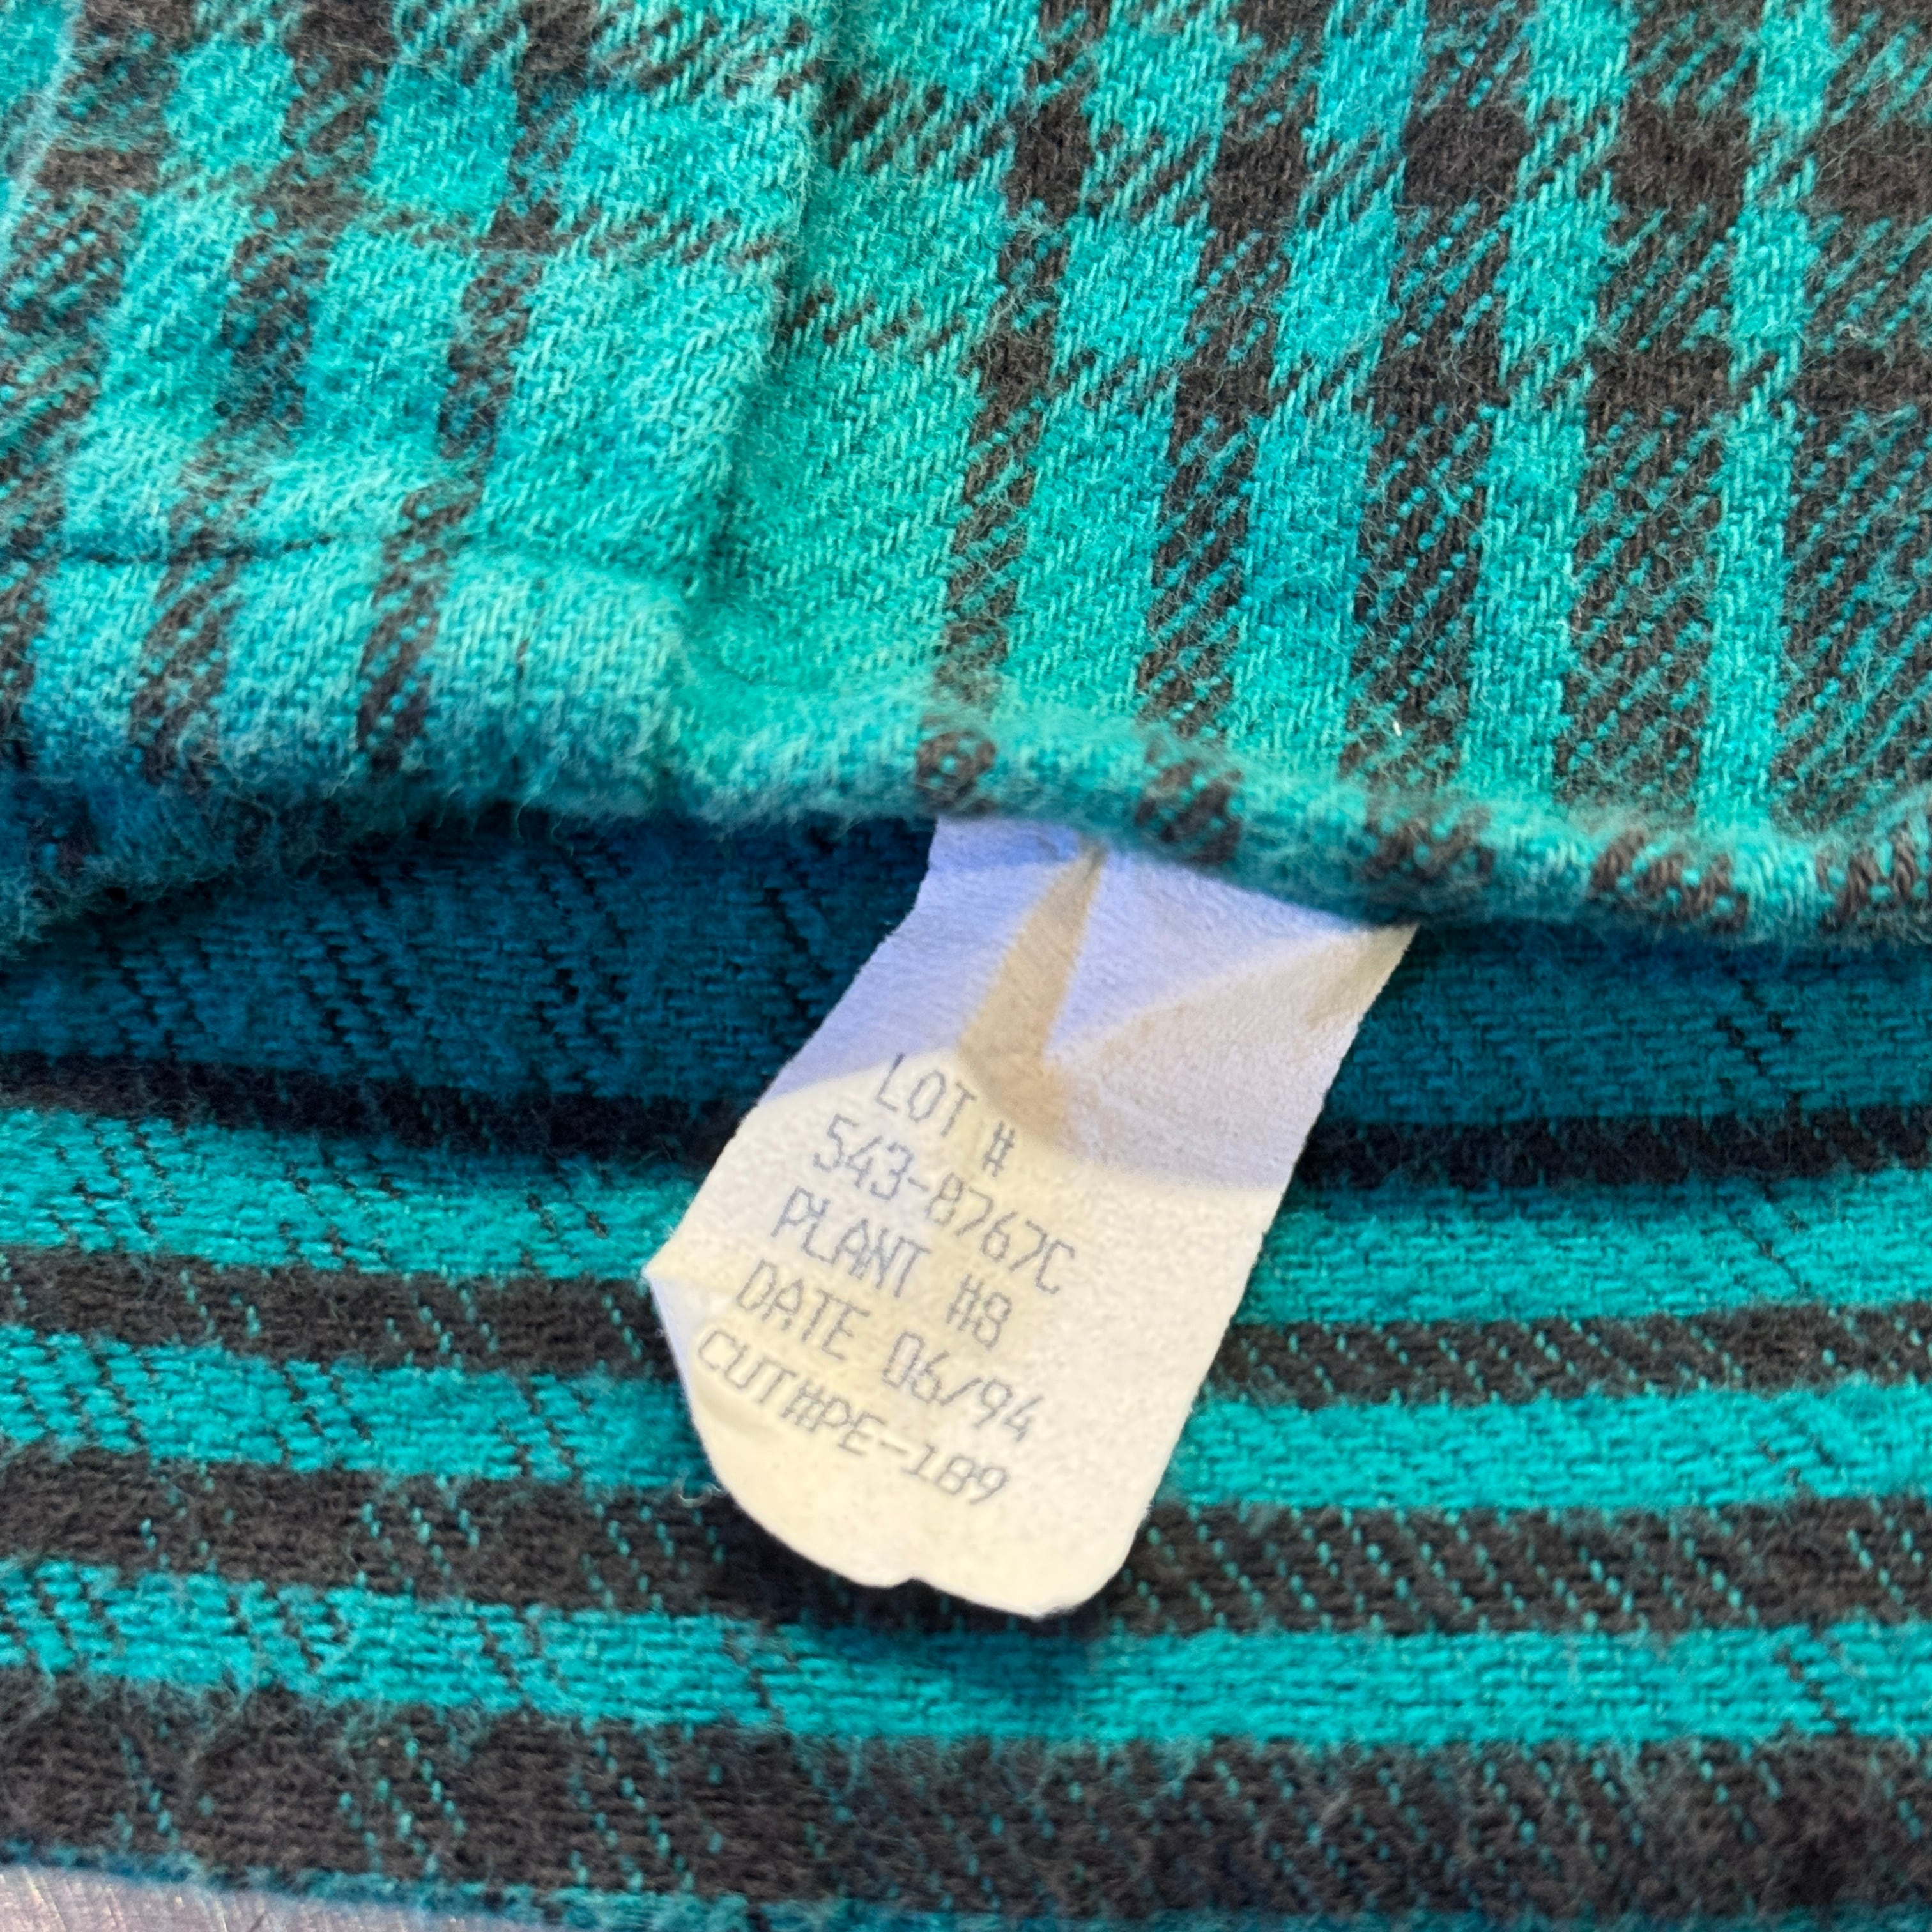 LOT #
543-8767C
PLANT #8
DATE 06/94
CUT#PE-189